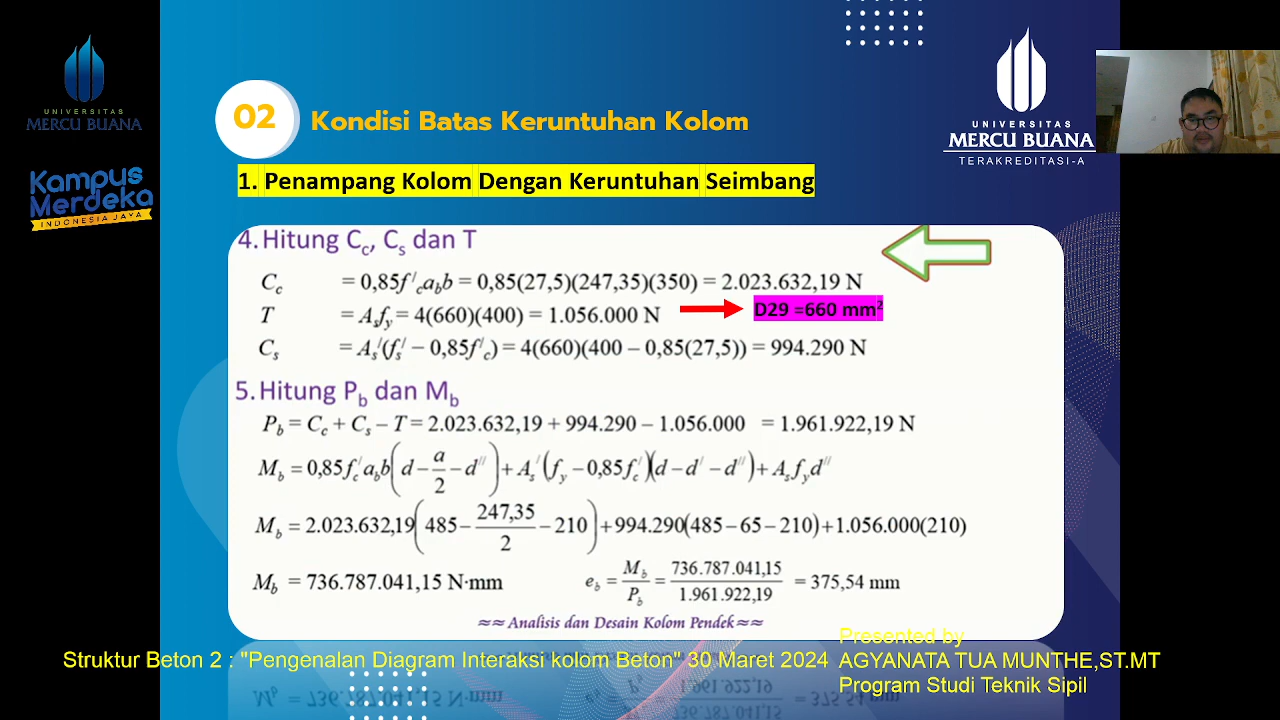 UNIVERSITAS
MERCU BUANA
Kampus
Merdeka
INDONESIA JAYA
02
Kondisi Batas Keruntuhan Kolom
UNIVERSITAS
MERCU BUANA
TERAKREDITASI-A
1. Penampang Kolom Dengan Keruntuhan Seimbang
4. Hitung C_c, C_s dan T
C_c = 0,85f'_c a_b b = 0,85(27,5)(247,35)(350) = 2.023.632,19 N
T = A_s f_y = 4(660)(400) = 1.056.000 N
D29 =660 mm²
C_s = A_s'(f_s' − 0,85f'_c) = 4(660)(400 − 0,85(27,5)) = 994.290 N
5. Hitung P_b dan M_b
P_b = C_c + C_s − T = 2.023.632,19 + 994.290 − 1.056.000 = 1.961.922,19 N
M_b = 0,85f_c' a_b b(d − a/2 − d'') + A_s'(f_y − 0,85f_c')(d − d' − d'') + A_s f_y d''
M_b = 2.023.632,19(485 − 247,35/2 − 210) + 994.290(485 − 65 − 210) + 1.056.000(210)
M_b = 736.787.041,15 N·mm
e_b = M_b/P_b = 736.787.041,15/1.961.922,19 = 375,54 mm
≈≈ Analisis dan Desain Kolom Pendek ≈≈
Struktur Beton 2 : "Pengenalan Diagram Interaksi kolom Beton" 30 Maret 2024
Presented by
AGYANATA TUA MUNTHE,ST.MT
Program Studi Teknik Sipil